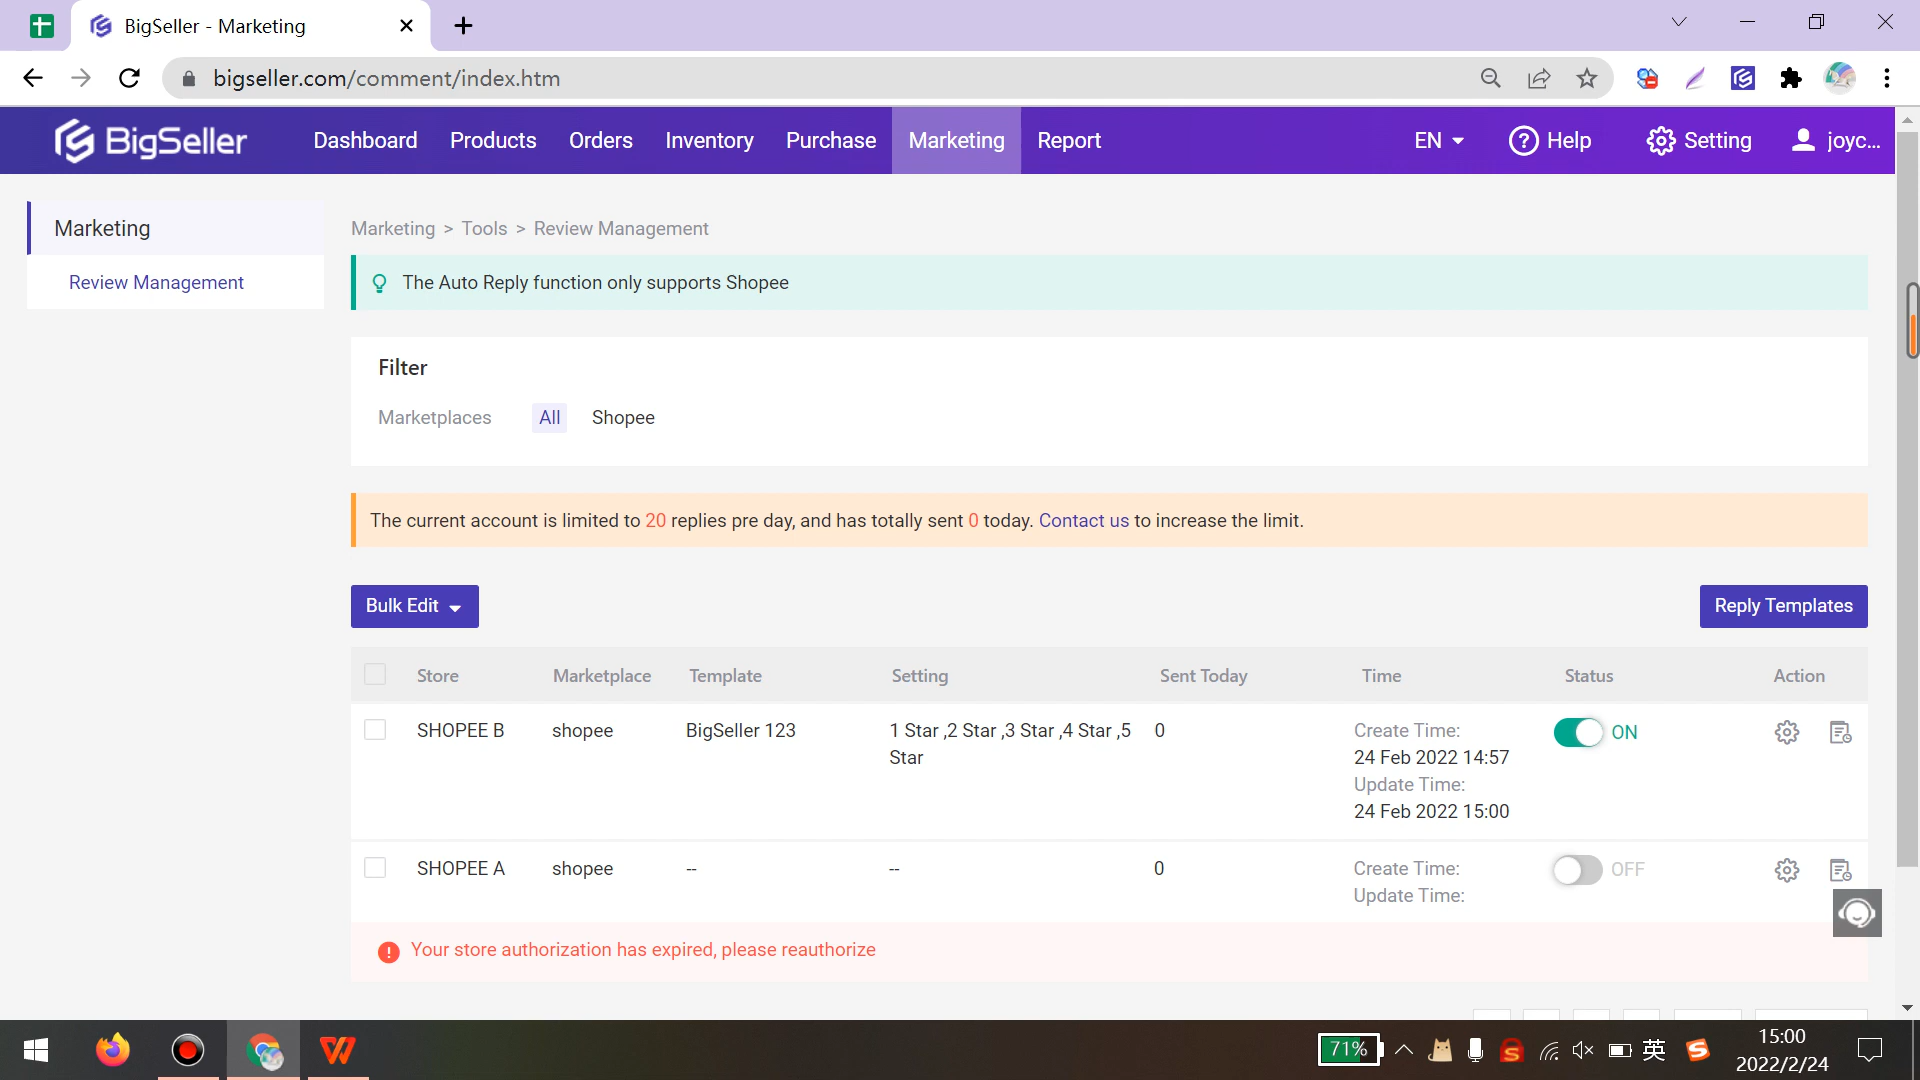 BigSeller - Marketing
bigseller.com/comment/index.htm
BigSeller Dashboard Products Orders Inventory Purchase Marketing Report EN Help Setting joyc...
Marketing
Review Management
Marketing > Tools > Review Management
The Auto Reply function only supports Shopee
Filter
Marketplaces All Shopee
The current account is limited to 20 replies pre day, and has totally sent 0 today. Contact us to increase the limit.
Bulk Edit Reply Templates
Store Marketplace Template Setting Sent Today Time Status Action
SHOPEE B shopee BigSeller 123 1 Star ,2 Star ,3 Star ,4 Star ,5 0 Create Time: ON
Star 24 Feb 2022 14:57
Update Time:
24 Feb 2022 15:00
SHOPEE A shopee -- -- 0 Create Time: OFF
Update Time:
Your store authorization has expired, please reauthorize
71% 英 15:00
2022/2/24